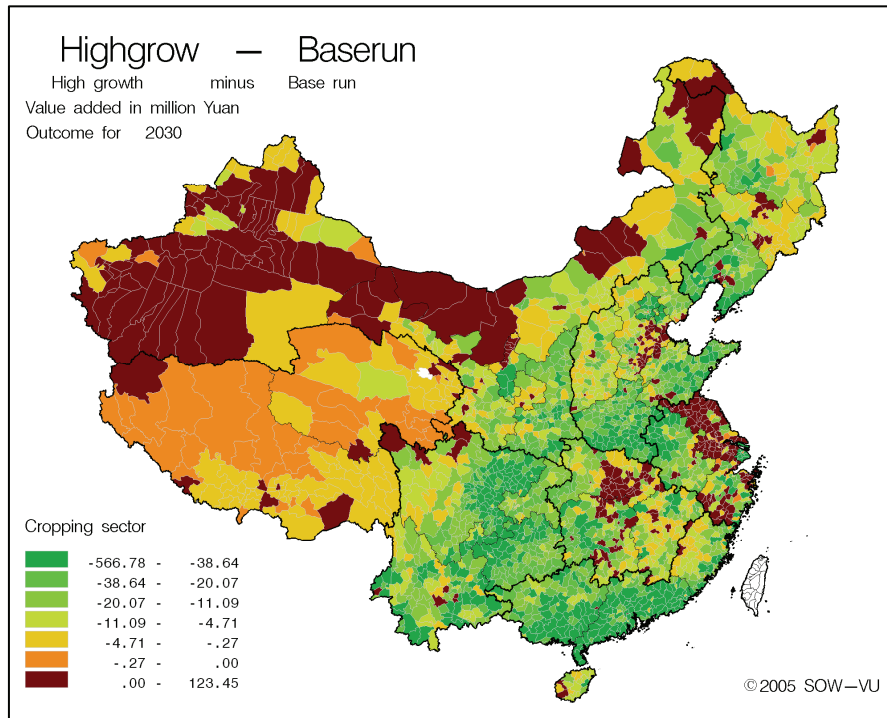 Highgrow — Baserun
High growth minus Base run
Value added in million Yuan
Outcome for 2030
Cropping sector
-566.78 - -38.64
-38.64 - -20.07
-20.07 - -11.09
-11.09 - -4.71
-4.71 - -.27
-.27 - .00
.00 - 123.45
© 2005 SOW—VU